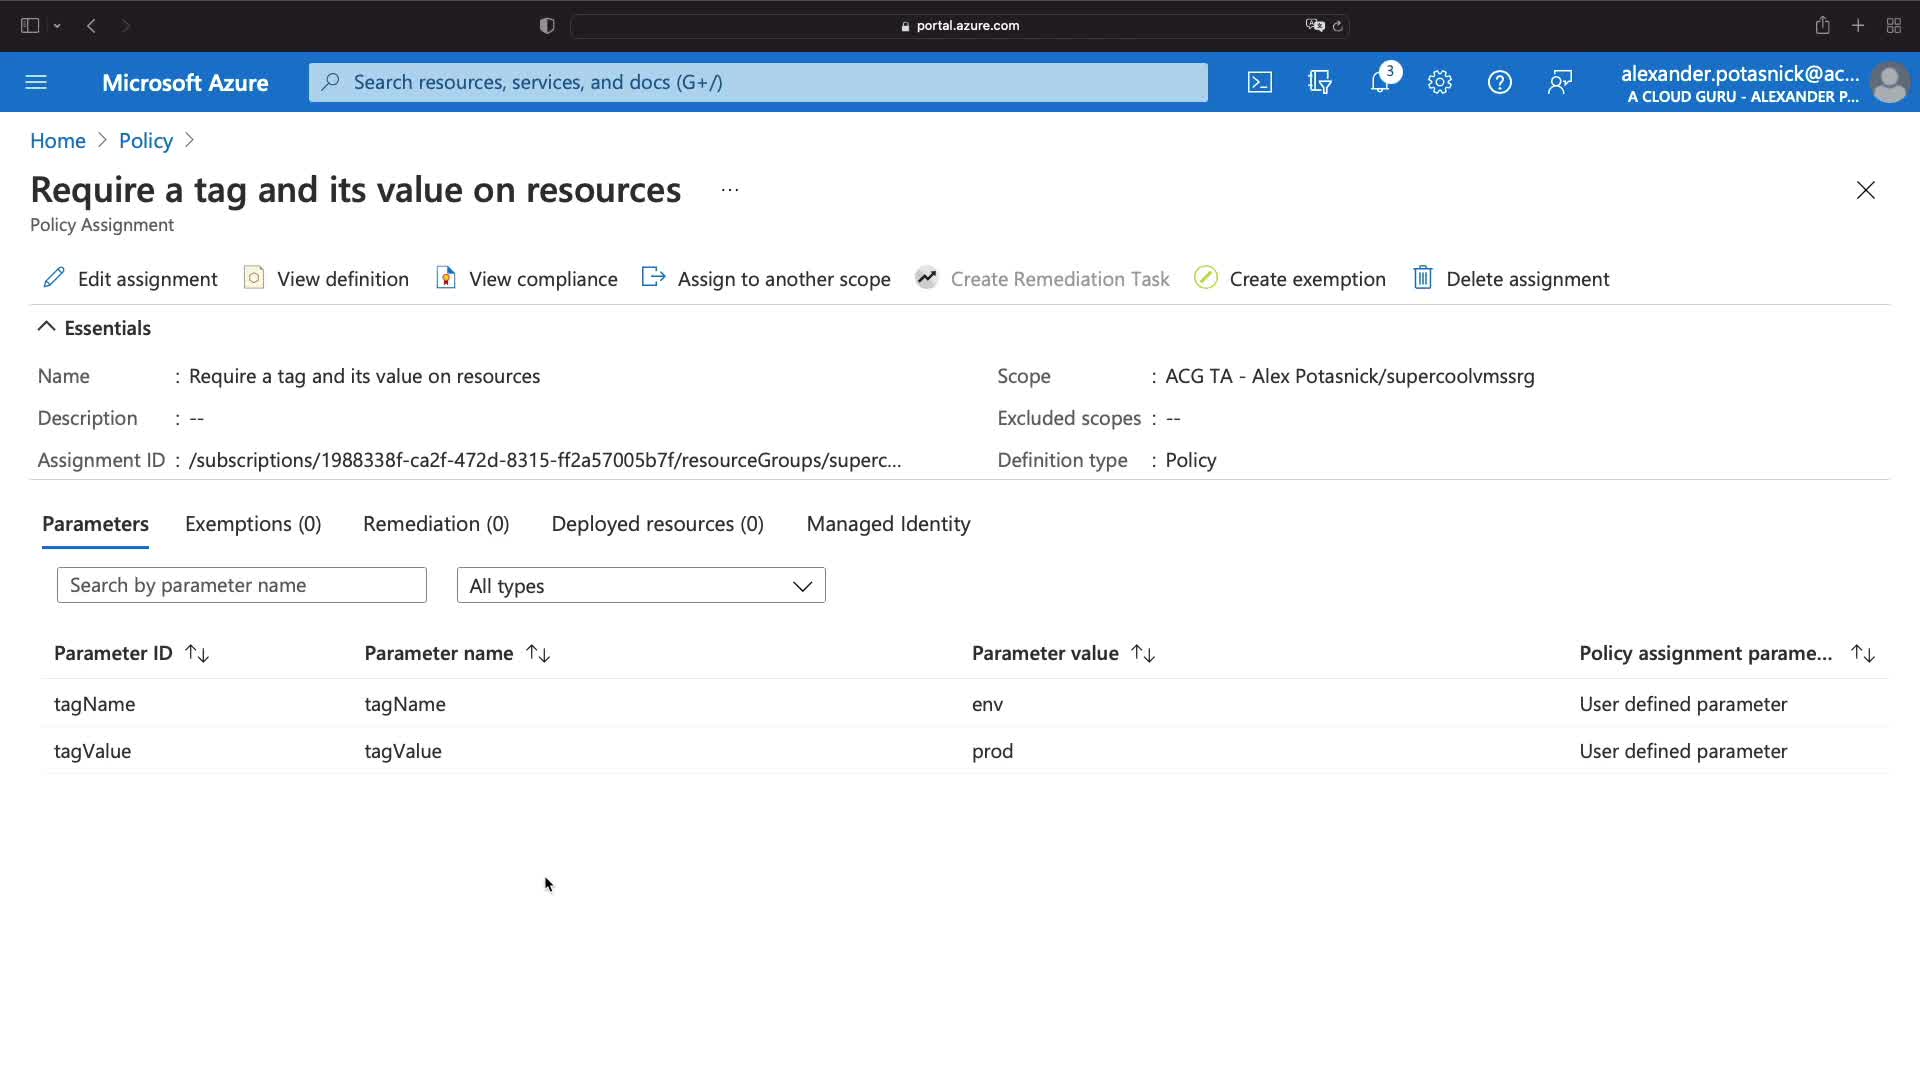 portal.azure.com
Microsoft Azure
Search resources, services, and docs (G+/)
3
alexander.potasnick@ac...
A CLOUD GURU - ALEXANDER P...
Home > Policy >
Require a tag and its value on resources ...
Policy Assignment
Edit assignment View definition View compliance Assign to another scope Create Remediation Task Create exemption Delete assignment
Essentials
Name : Require a tag and its value on resources Scope : ACG TA - Alex Potasnick/supercoolvmssrg
Description : -- Excluded scopes : --
Assignment ID : /subscriptions/1988338f-ca2f-472d-8315-ff2a57005b7f/resourceGroups/superc... Definition type : Policy
Parameters Exemptions (0) Remediation (0) Deployed resources (0) Managed Identity
Search by parameter name All types
Parameter ID ↑↓ Parameter name ↑↓ Parameter value ↑↓ Policy assignment parame... ↑↓
tagName tagName env User defined parameter
tagValue tagValue prod User defined parameter